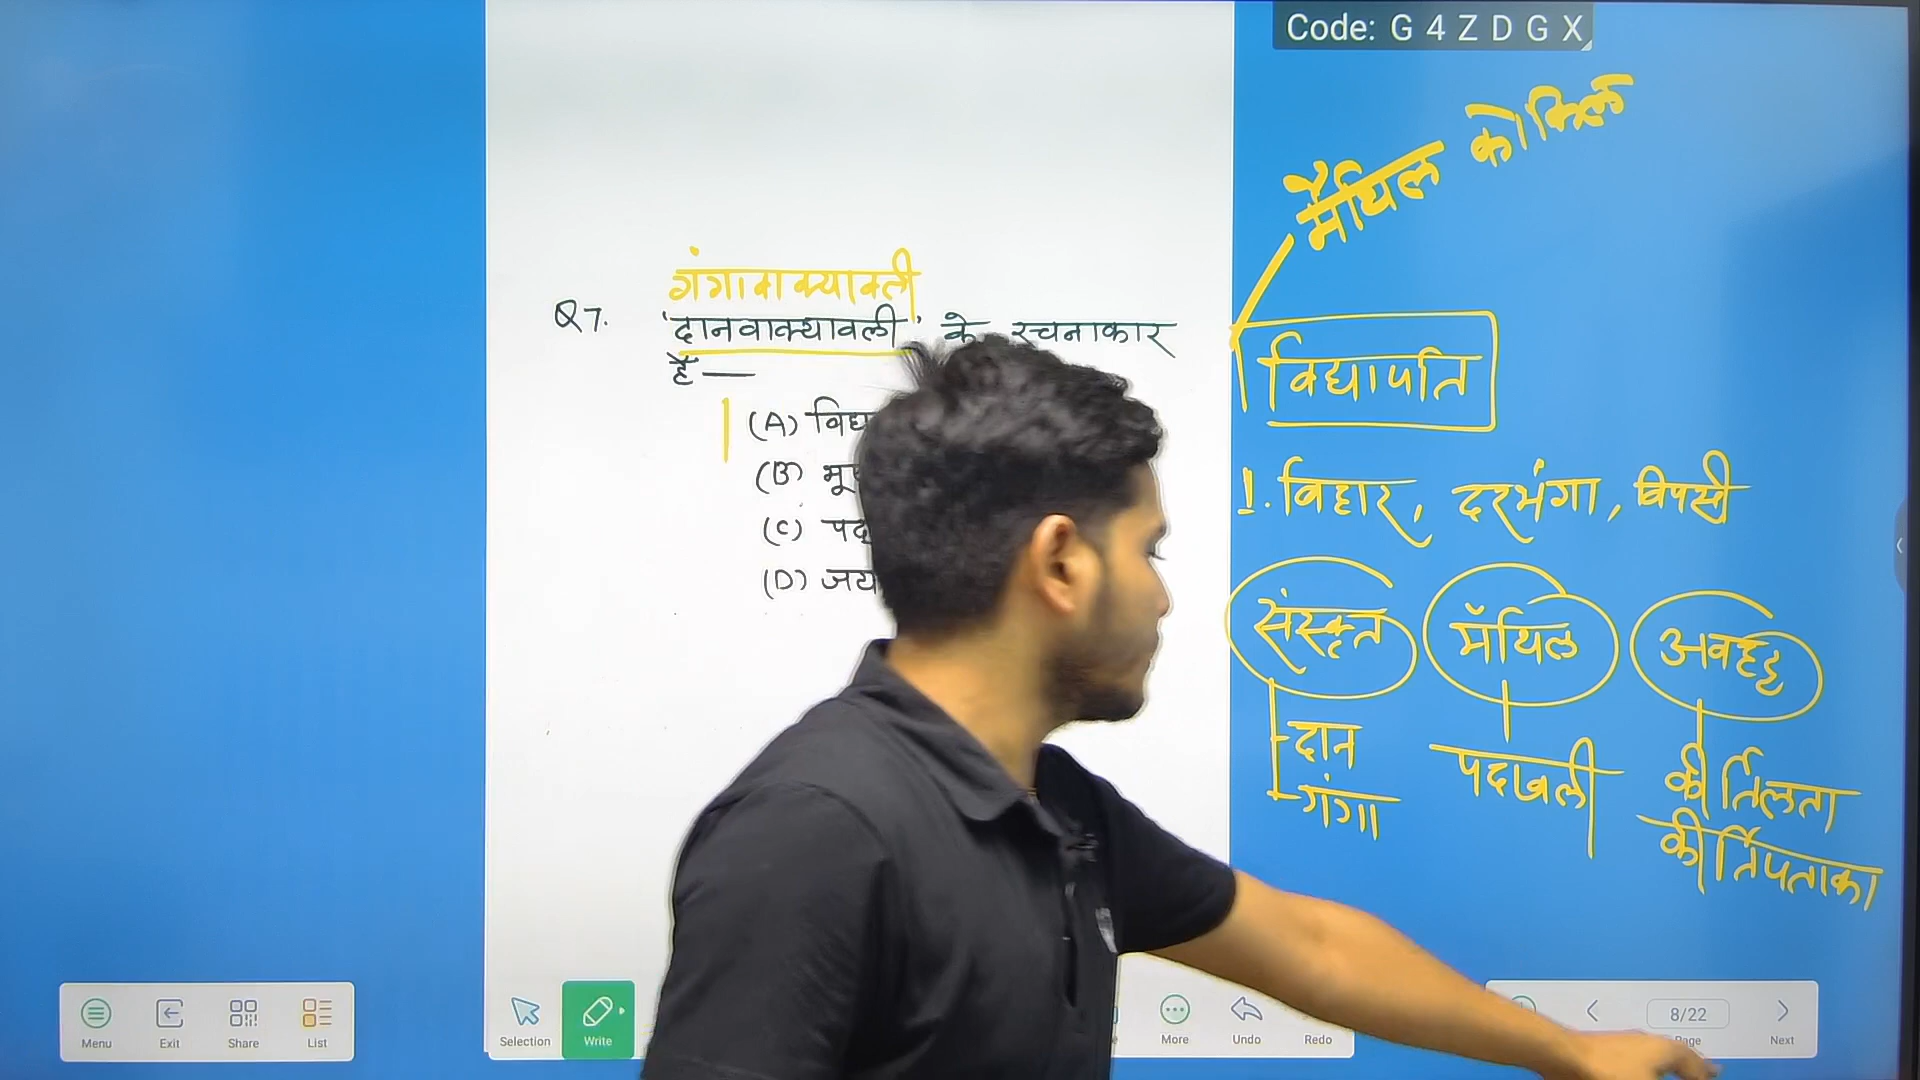 Code: G 4 Z D G X
मैथिल कोकिल
गंगावाक्यावली
Q7. 'दानवाक्यावली' के रचनाकार
हैं —
(A) विद्य
(B) भू
(C) पद्
(D) जय
विद्यापति
1. बिहार, दरभंगा, बिपस्फी
संस्कृत मैथिल अवहट्ट
दान
गंगा
पदावली
कीर्तिलता
कीर्तिपताका
Menu Exit Share List
Selection Write More Undo Redo
8/22
Page Next